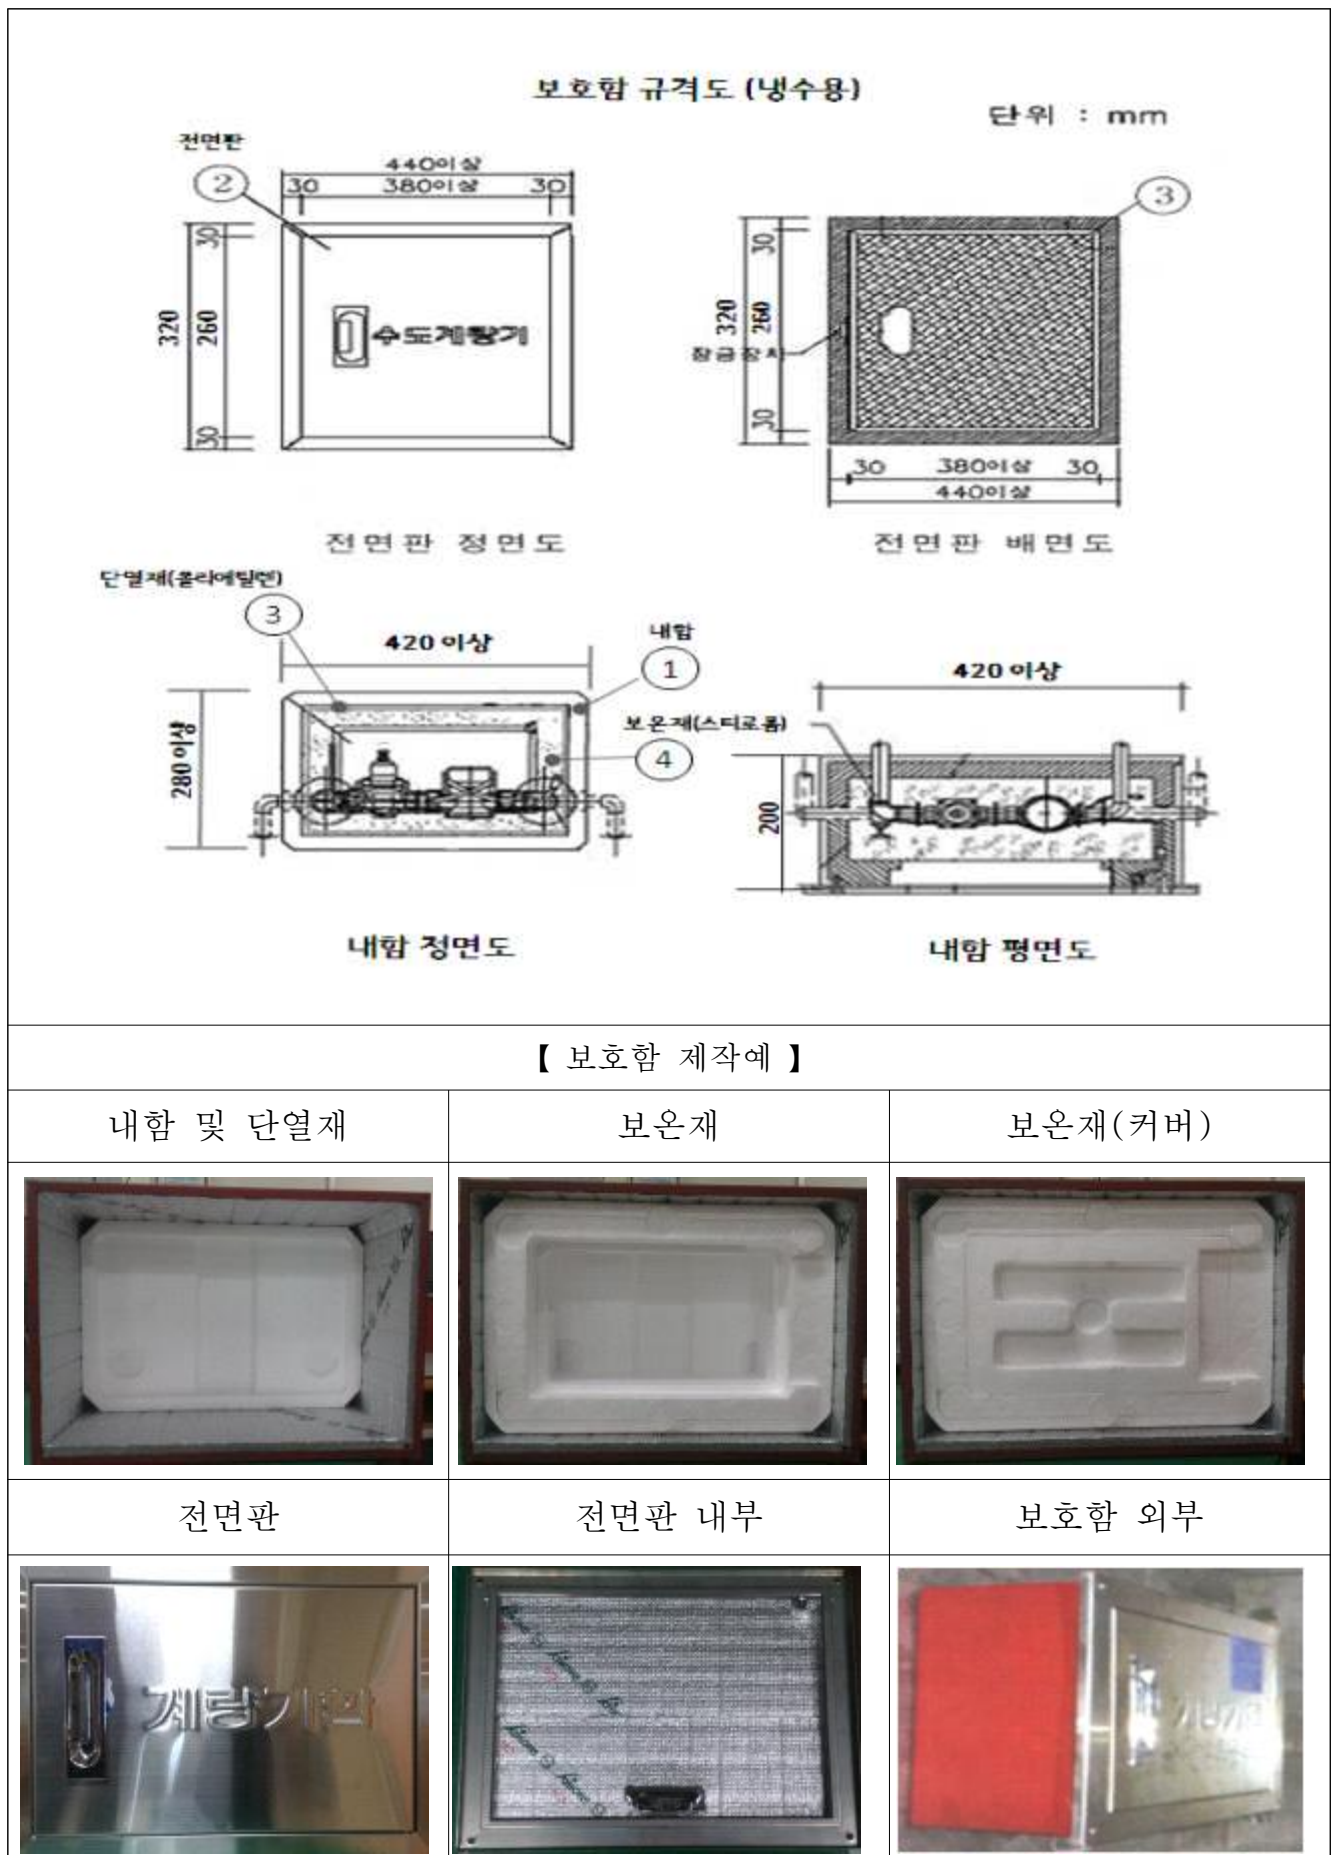 보호함 규격도 (냉수용)
단위 : mm
전면판
2
440이상
30 380이상 30
30
320 260
30
수도계량기
3
30
320 260
잠금장치
30
30 380이상 30
440이상
전면판 정면도
전면판 배면도
단열재(폴리에틸렌)
3
420 이상
내함
1
420 이상
보온재(스티로폼)
4
280 이상
200
내함 정면도
내함 평면도
【 보호함 제작예 】
내함 및 단열재 보온재 보온재(커버)
전면판 전면판 내부 보호함 외부
계량기함